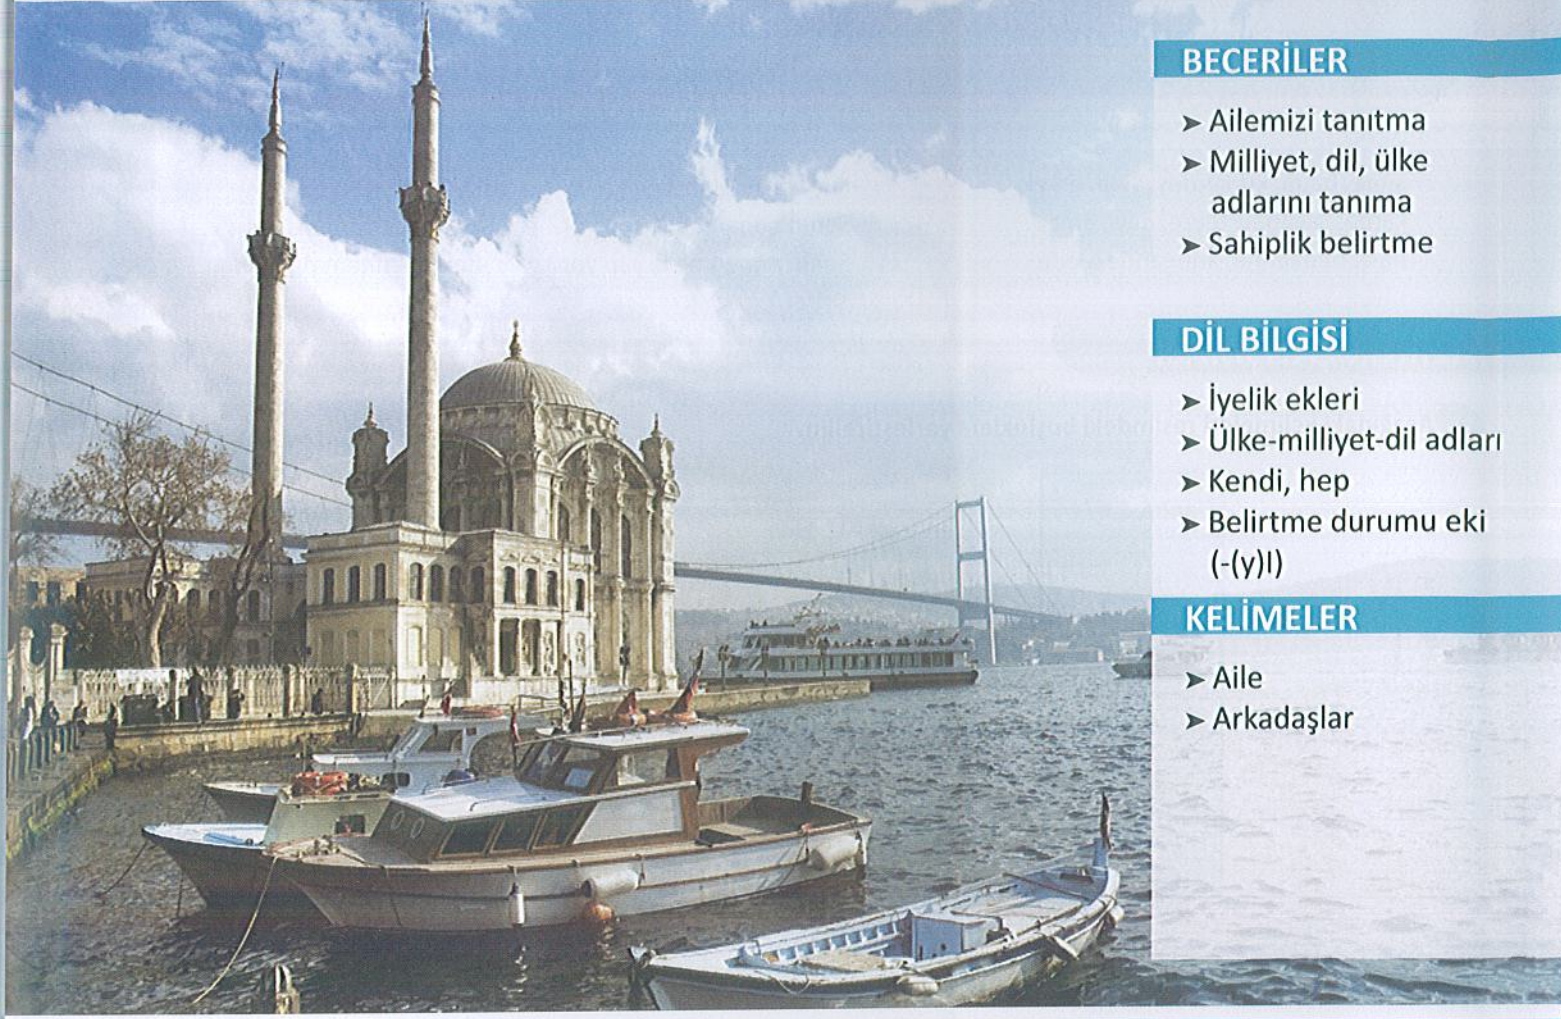 BECERİLER
➤ Ailemizi tanıtma
➤ Milliyet, dil, ülke
adlarını tanıma
➤ Sahiplik belirtme
DİL BİLGİSİ
➤ İyelik ekleri
➤ Ülke-milliyet-dil adları
➤ Kendi, hep
➤ Belirtme durumu eki
(-(y)I)
KELİMELER
➤ Aile
➤ Arkadaşlar